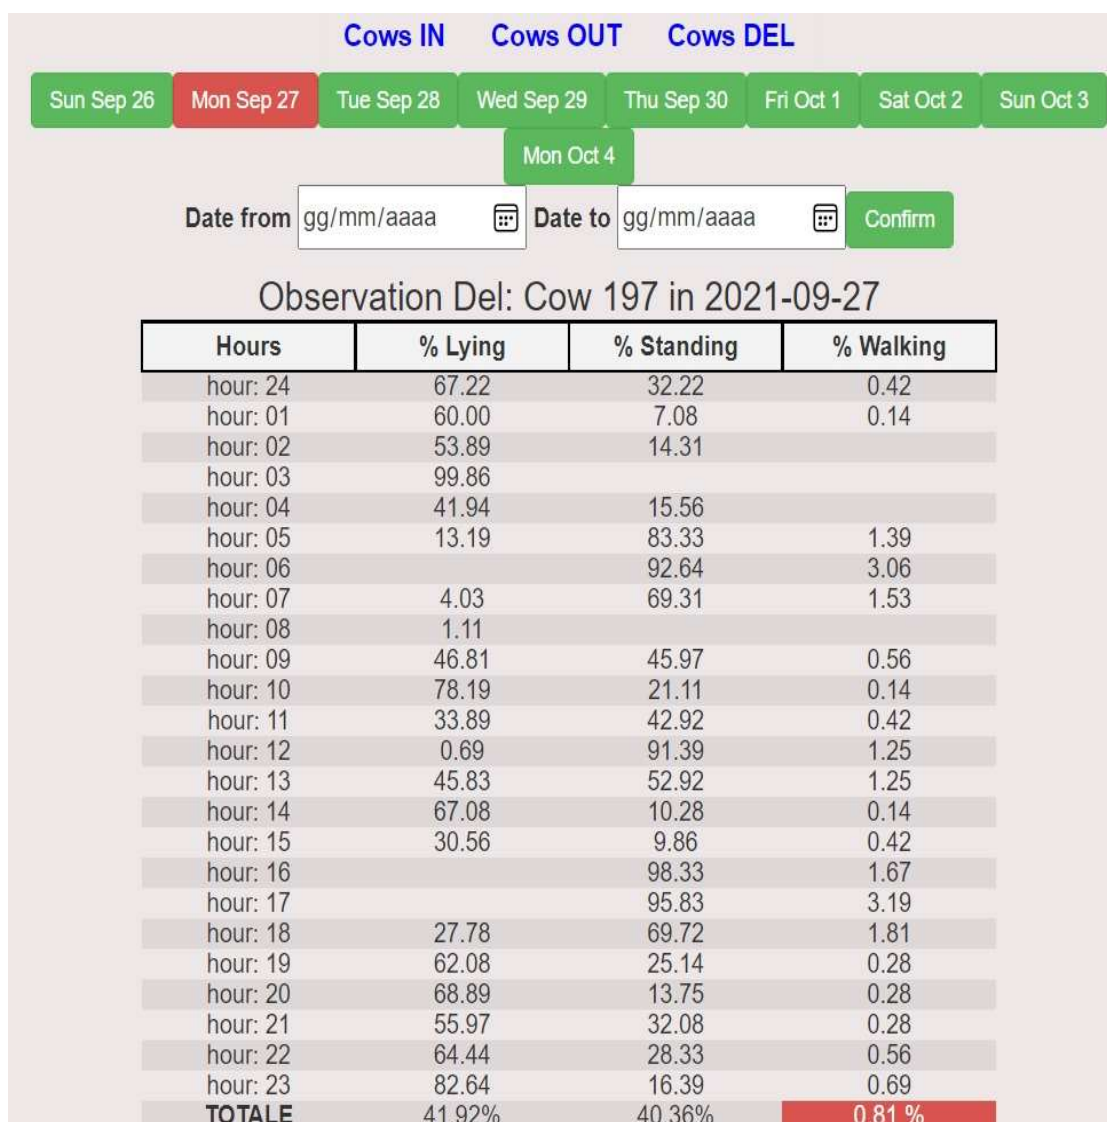 Cows IN Cows OUT Cows DEL
Sun Sep 26 Mon Sep 27 Tue Sep 28 Wed Sep 29 Thu Sep 30 Fri Oct 1 Sat Oct 2 Sun Oct 3
Mon Oct 4
Date from gg/mm/aaaa Date to gg/mm/aaaa Confirm
Observation Del: Cow 197 in 2021-09-27
Hours % Lying % Standing % Walking
hour: 24 67.22 32.22 0.42
hour: 01 60.00 7.08 0.14
hour: 02 53.89 14.31
hour: 03 99.86
hour: 04 41.94 15.56
hour: 05 13.19 83.33 1.39
hour: 06 92.64 3.06
hour: 07 4.03 69.31 1.53
hour: 08 1.11
hour: 09 46.81 45.97 0.56
hour: 10 78.19 21.11 0.14
hour: 11 33.89 42.92 0.42
hour: 12 0.69 91.39 1.25
hour: 13 45.83 52.92 1.25
hour: 14 67.08 10.28 0.14
hour: 15 30.56 9.86 0.42
hour: 16 98.33 1.67
hour: 17 95.83 3.19
hour: 18 27.78 69.72 1.81
hour: 19 62.08 25.14 0.28
hour: 20 68.89 13.75 0.28
hour: 21 55.97 32.08 0.28
hour: 22 64.44 28.33 0.56
hour: 23 82.64 16.39 0.69
TOTALE 41.92% 40.36% 0.81 %